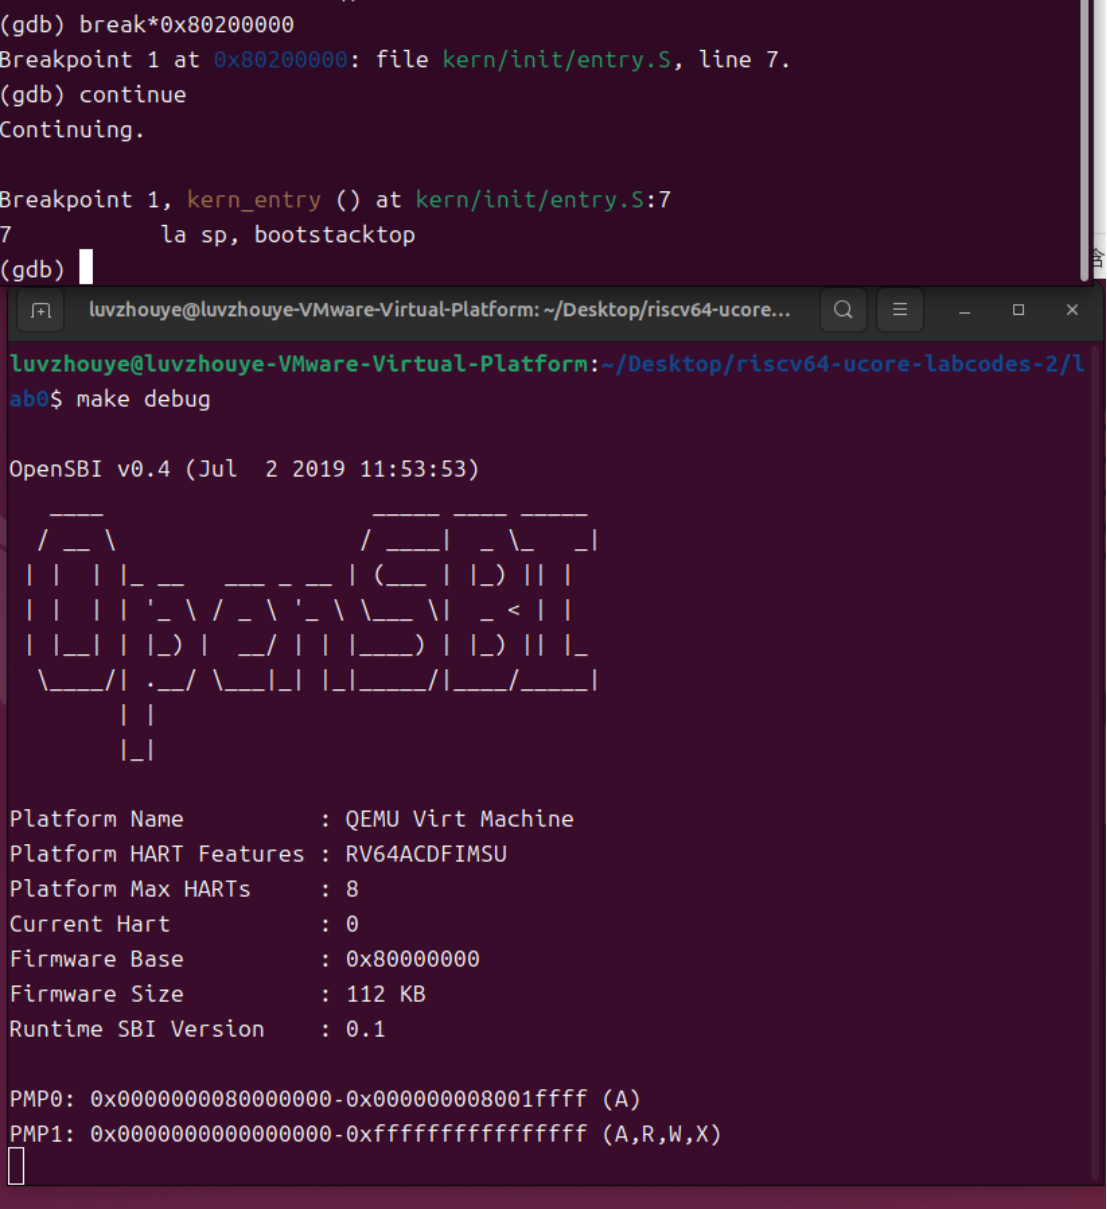 (gdb) break*0x80200000
Breakpoint 1 at 0x80200000: file kern/init/entry.S, line 7.
(gdb) continue
Continuing.

Breakpoint 1, kern_entry () at kern/init/entry.S:7
7           la sp, bootstacktop
(gdb)
含
luvzhouye@luvzhouye-VMware-Virtual-Platform: ~/Desktop/riscv64-ucore...
luvzhouye@luvzhouye-VMware-Virtual-Platform:~/Desktop/riscv64-ucore-labcodes-2/l
ab0$ make debug

OpenSBI v0.4 (Jul  2 2019 11:53:53)
   ____                    _____ ____ _____
  / __ \                  / ____|  _ \_   _|
 | |  | |_ __   ___ _ __ | (___ | |_) || |
 | |  | | '_ \ / _ \ '_ \ \___ \|  _ < | |
 | |__| | |_) |  __/ | | |____) | |_) || |_
  \____/| .__/ \___|_| |_|_____/|____/_____|
        | |
        |_|

Platform Name          : QEMU Virt Machine
Platform HART Features : RV64ACDFIMSU
Platform Max HARTs     : 8
Current Hart           : 0
Firmware Base          : 0x80000000
Firmware Size          : 112 KB
Runtime SBI Version    : 0.1

PMP0: 0x0000000080000000-0x000000008001ffff (A)
PMP1: 0x0000000000000000-0xffffffffffffffff (A,R,W,X)